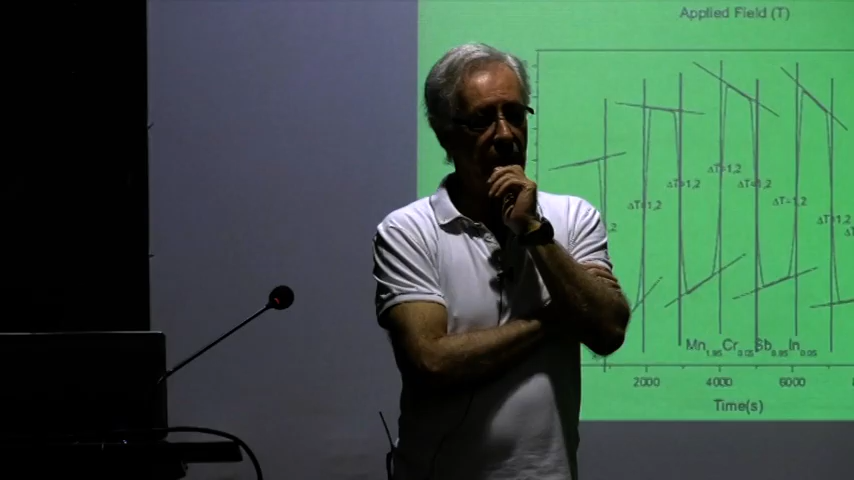 Applied Field (T)
ΔT=1,2
ΔT=1,2
ΔT=1,2
ΔT=1,2
ΔT=1,2
ΔT=1,2
,2
Mn1.95Cr0.05Sb0.95In0.05
2000 4000 6000
Time(s)